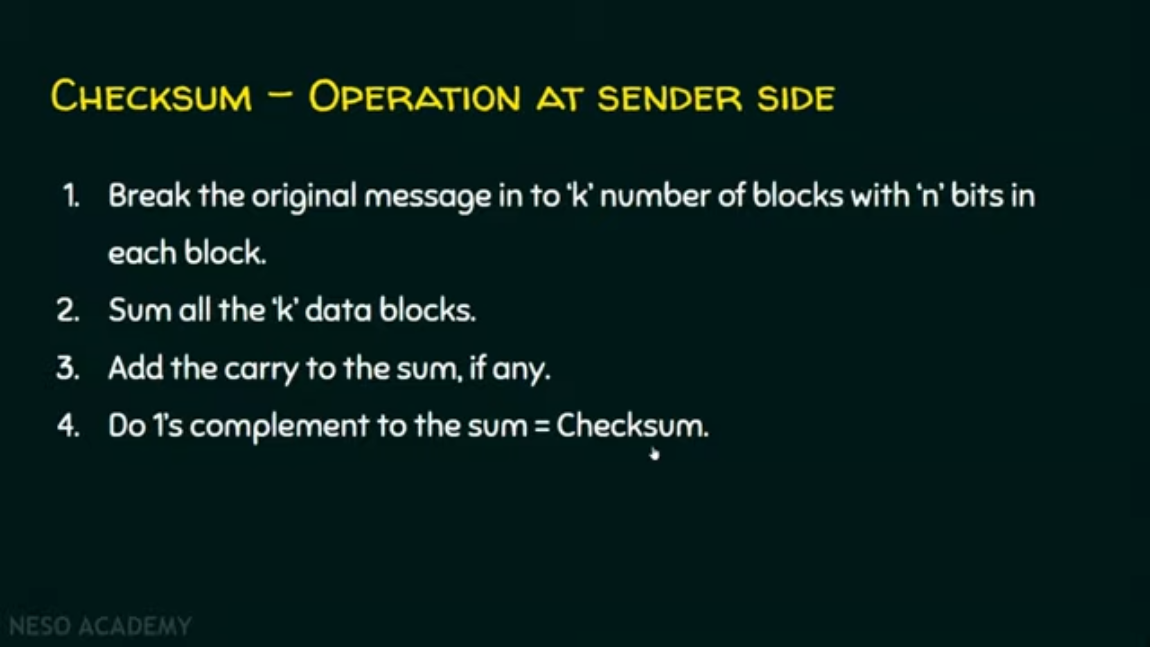 CHECKSUM – OPERATION AT SENDER SIDE
1. Break the original message in to 'k' number of blocks with 'n' bits in
each block.
2. Sum all the 'k' data blocks.
3. Add the carry to the sum, if any.
4. Do 1's complement to the sum = Checksum.
NESO ACADEMY